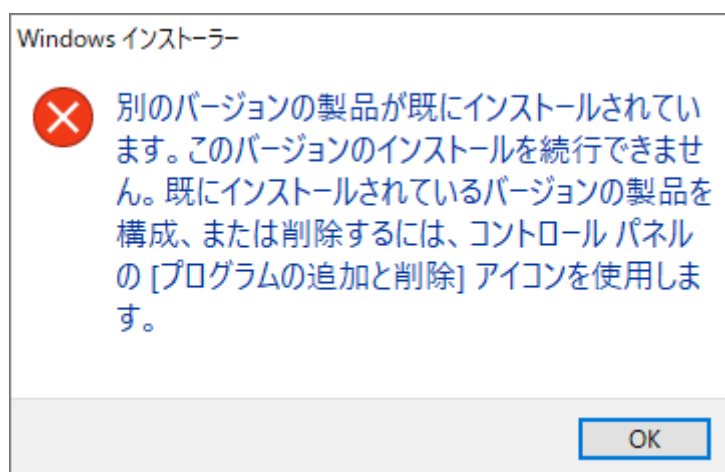 Windows インストーラー
別のバージョンの製品が既にインストールされてい
ます。このバージョンのインストールを続行できませ
ん。既にインストールされているバージョンの製品を
構成、または削除するには、コントロール パネル
の [プログラムの追加と削除] アイコンを使用しま
す。
OK